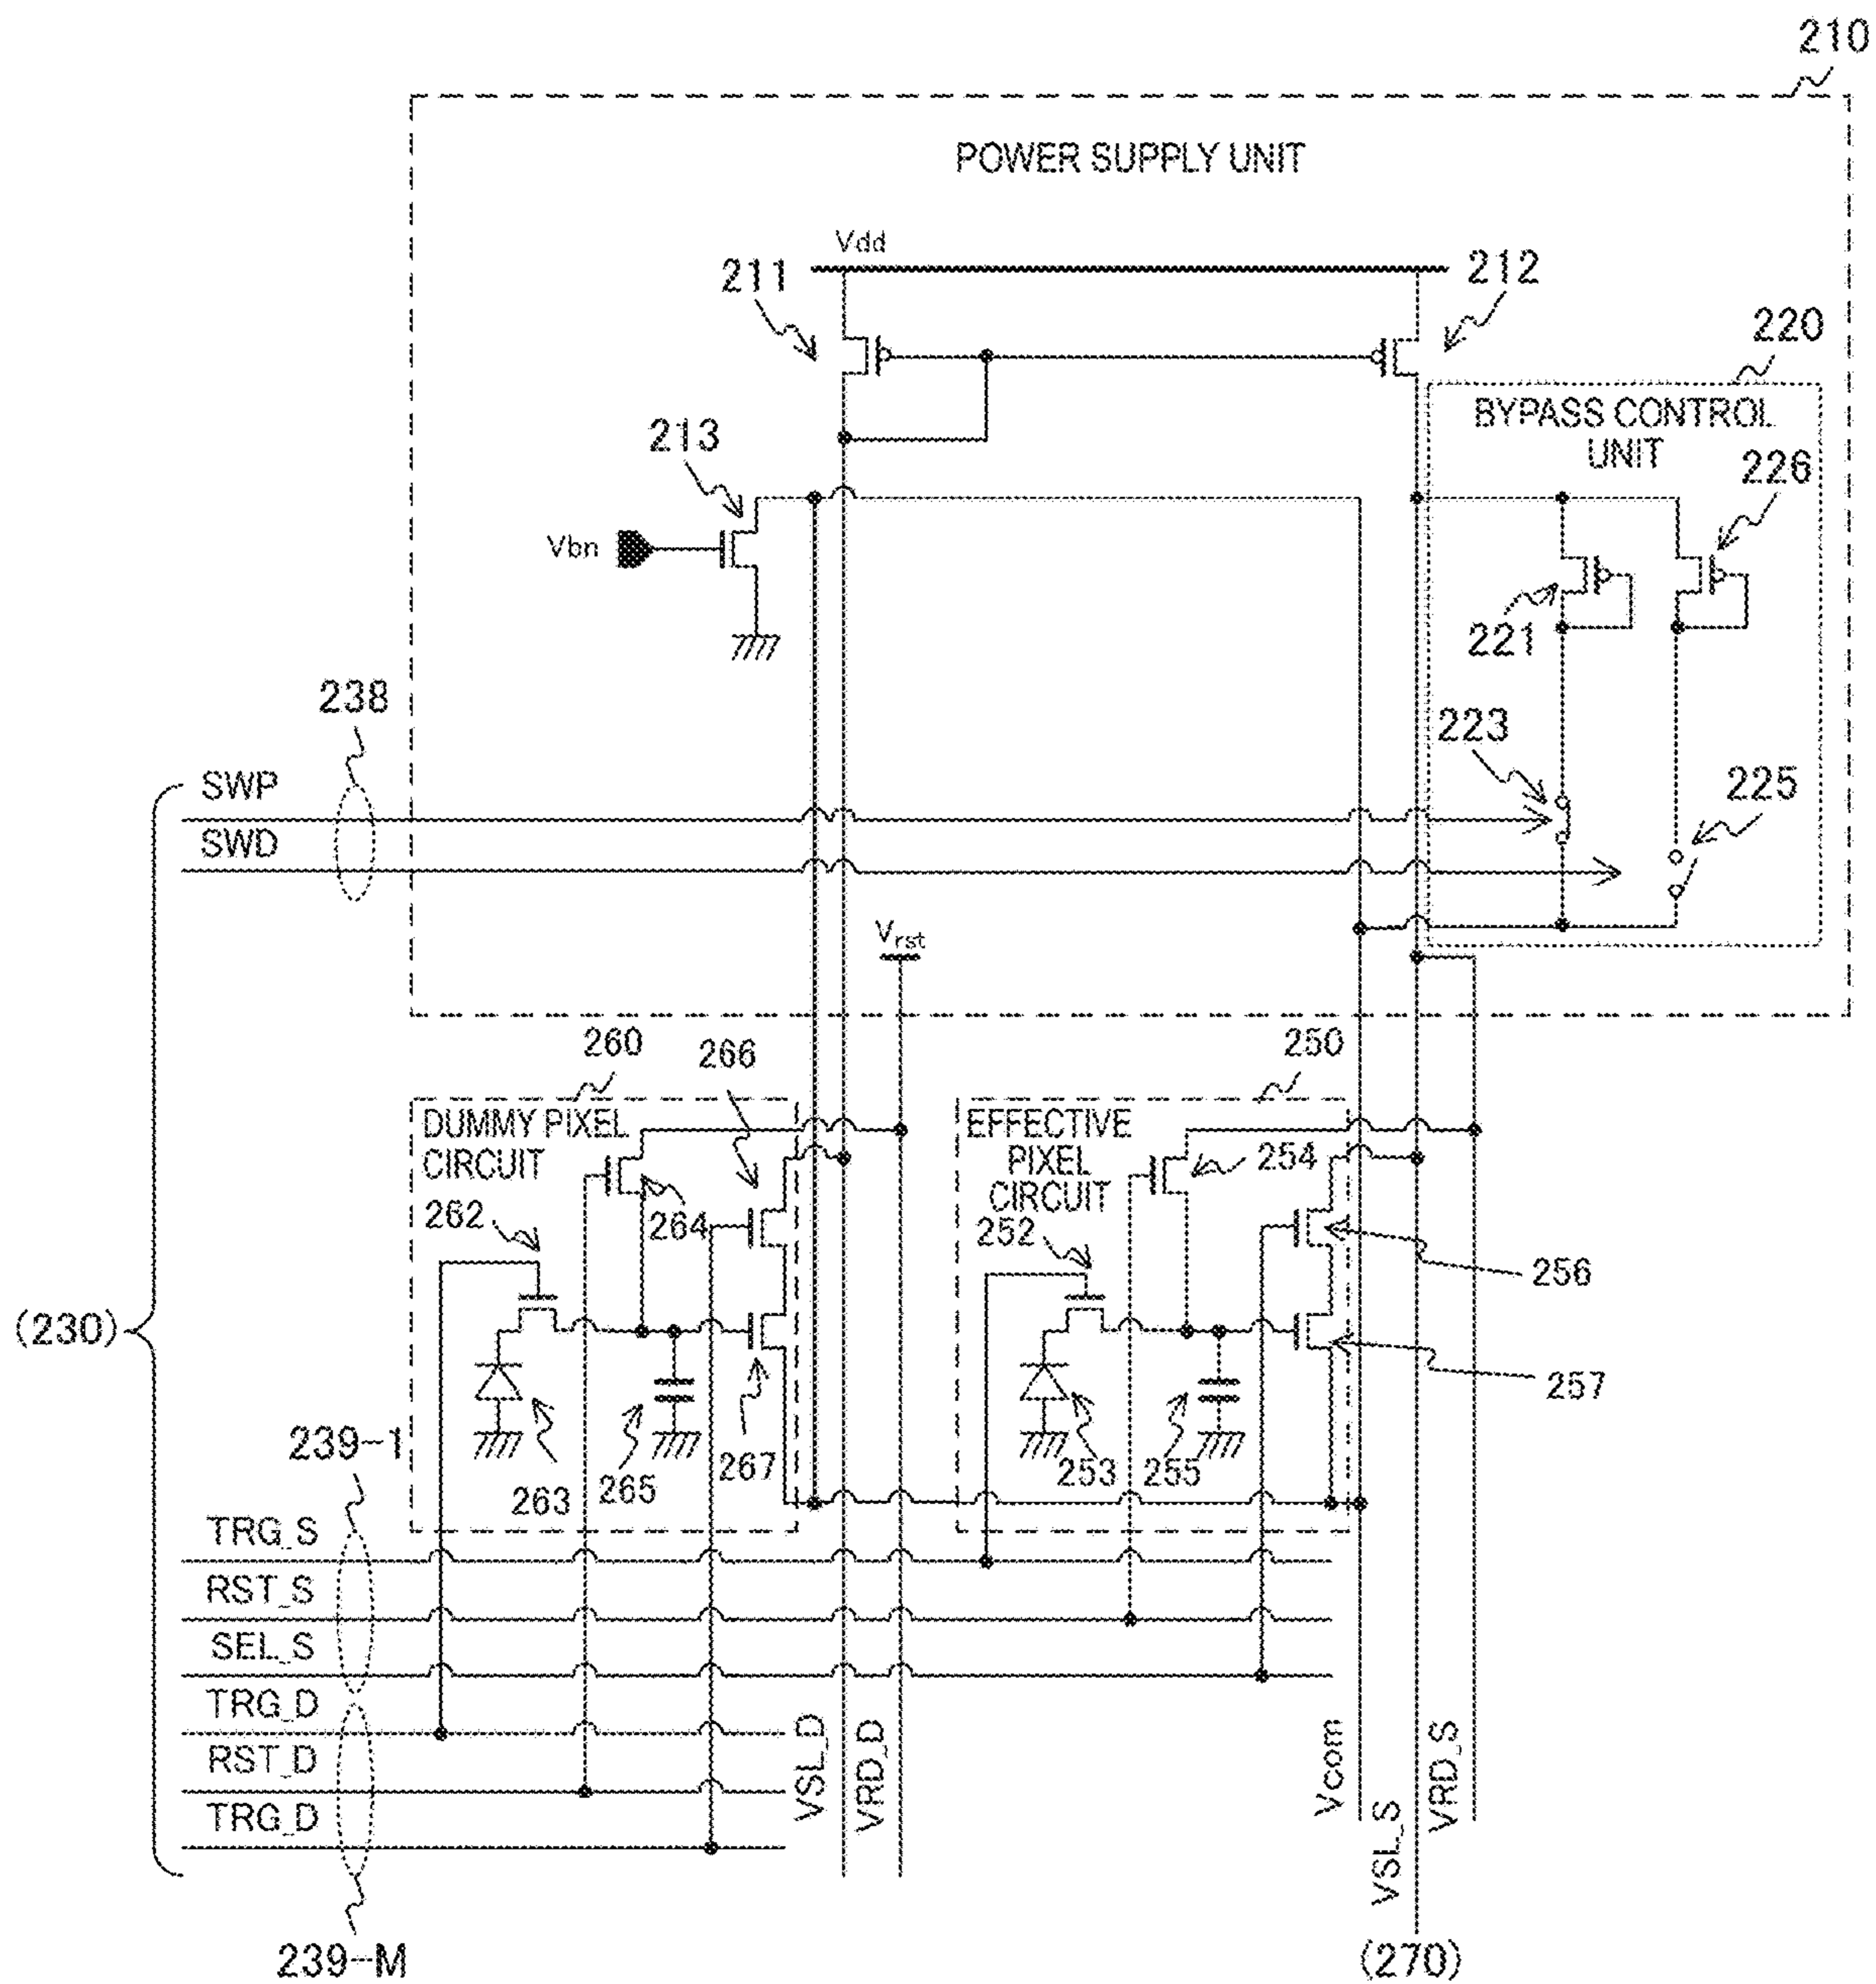 210
POWER SUPPLY UNIT
Vdd
211
212
220
BYPASS CONTROL
UNIT
213
226
Vbn
221
238
223
225
SWP
SWD
Vrst
260
266
250
DUMMY PIXEL
CIRCUIT
EFFECTIVE
PIXEL
CIRCUIT
254
262
264
252
256
(230)
257
239-1
263
265
267
253
255
TRG_S
RST_S
SEL_S
TRG_D
RST_D
TRG_D
VSL_D
VRD_D
Vcom
VSL_S
VRD_S
239-M
(270)